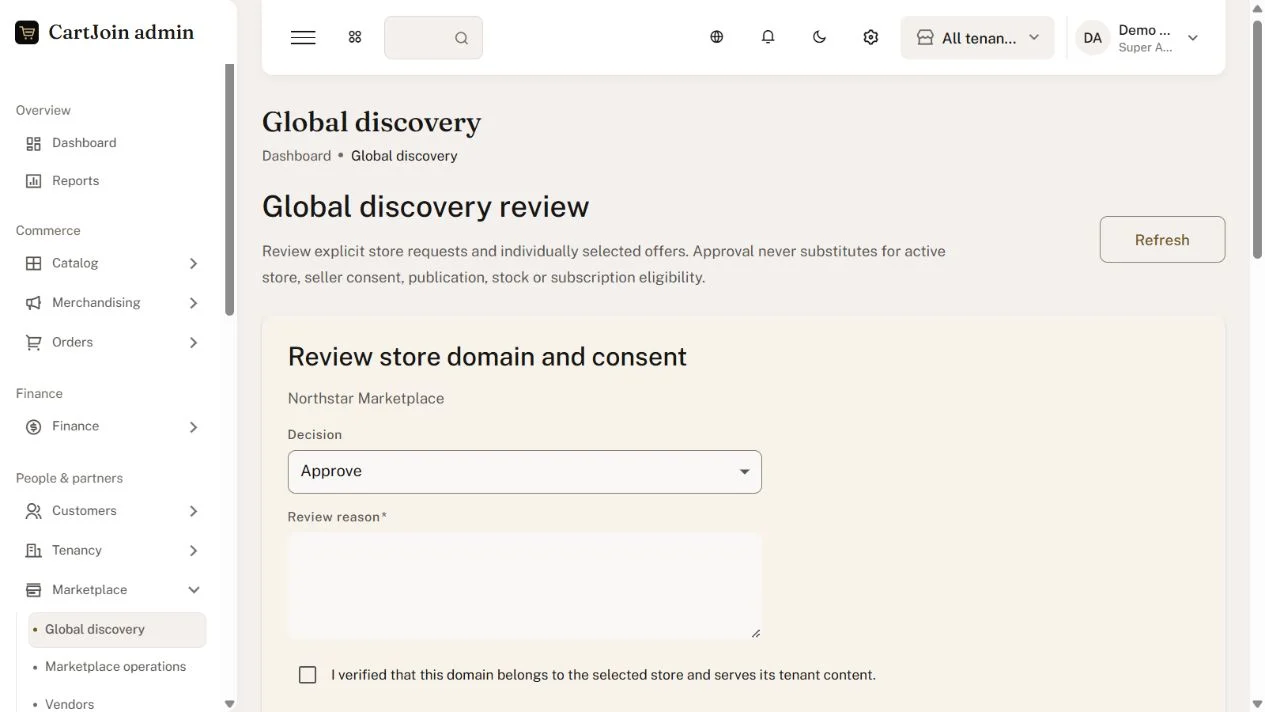 CartJoin admin
All tenan...
DA
Demo ...
Super A...
Overview
Dashboard
Reports
Commerce
Catalog
Merchandising
Orders
Finance
Finance
People & partners
Customers
Tenancy
Marketplace
Global discovery
Marketplace operations
Vendors
Global discovery
Dashboard • Global discovery
Global discovery review
Review explicit store requests and individually selected offers. Approval never substitutes for active
store, seller consent, publication, stock or subscription eligibility.
Refresh
Review store domain and consent
Northstar Marketplace
Decision
Approve
Review reason*
I verified that this domain belongs to the selected store and serves its tenant content.